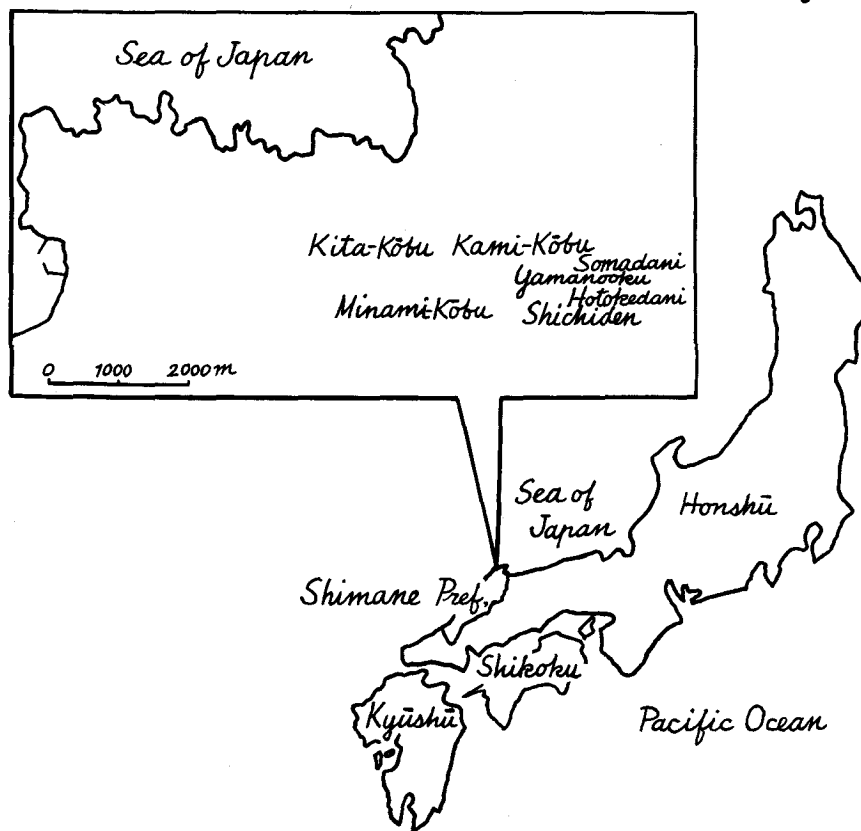 Sea of Japan
Kita-Kōbu Kami-Kōbu
Somadani
Yamanooku
Hotokedani
Minami-Kōbu Shichiden
0 1000 2000 m
Sea of
Japan
Honshū
Shimane Pref.
Shikoku
Kyūshū
Pacific Ocean